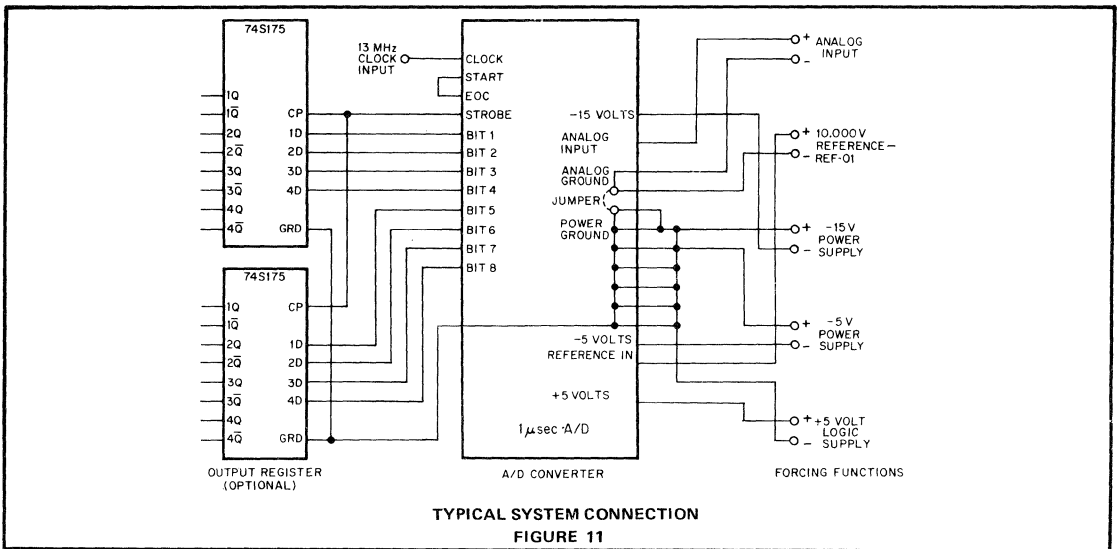 74S175
1Q
1Q̅
CP
2Q
1D
2Q̅
2D
3Q
3D
3Q̅
4D
4Q
4Q̅
GRD
74S175
1Q
CP
1Q̅
2Q
1D
2Q̅
2D
3Q
3D
3Q̅
4D
4Q
4Q̅
GRD
OUTPUT REGISTER
(OPTIONAL)
13 MHz
CLOCK
INPUT
CLOCK
START
EOC
STROBE
BIT 1
BIT 2
BIT 3
BIT 4
BIT 5
BIT 6
BIT 7
BIT 8
-15 VOLTS
ANALOG
INPUT
ANALOG
GROUND
JUMPER
POWER
GROUND
-5 VOLTS
REFERENCE IN
+5 VOLTS
1 μsec A/D
A/D CONVERTER
+ ANALOG
- INPUT
+ 10.000V
- REFERENCE-
REF-01
+ -15V
POWER
- SUPPLY
+ -5V
POWER
- SUPPLY
+ +5 VOLT
LOGIC
- SUPPLY
FORCING FUNCTIONS
TYPICAL SYSTEM CONNECTION
FIGURE 11